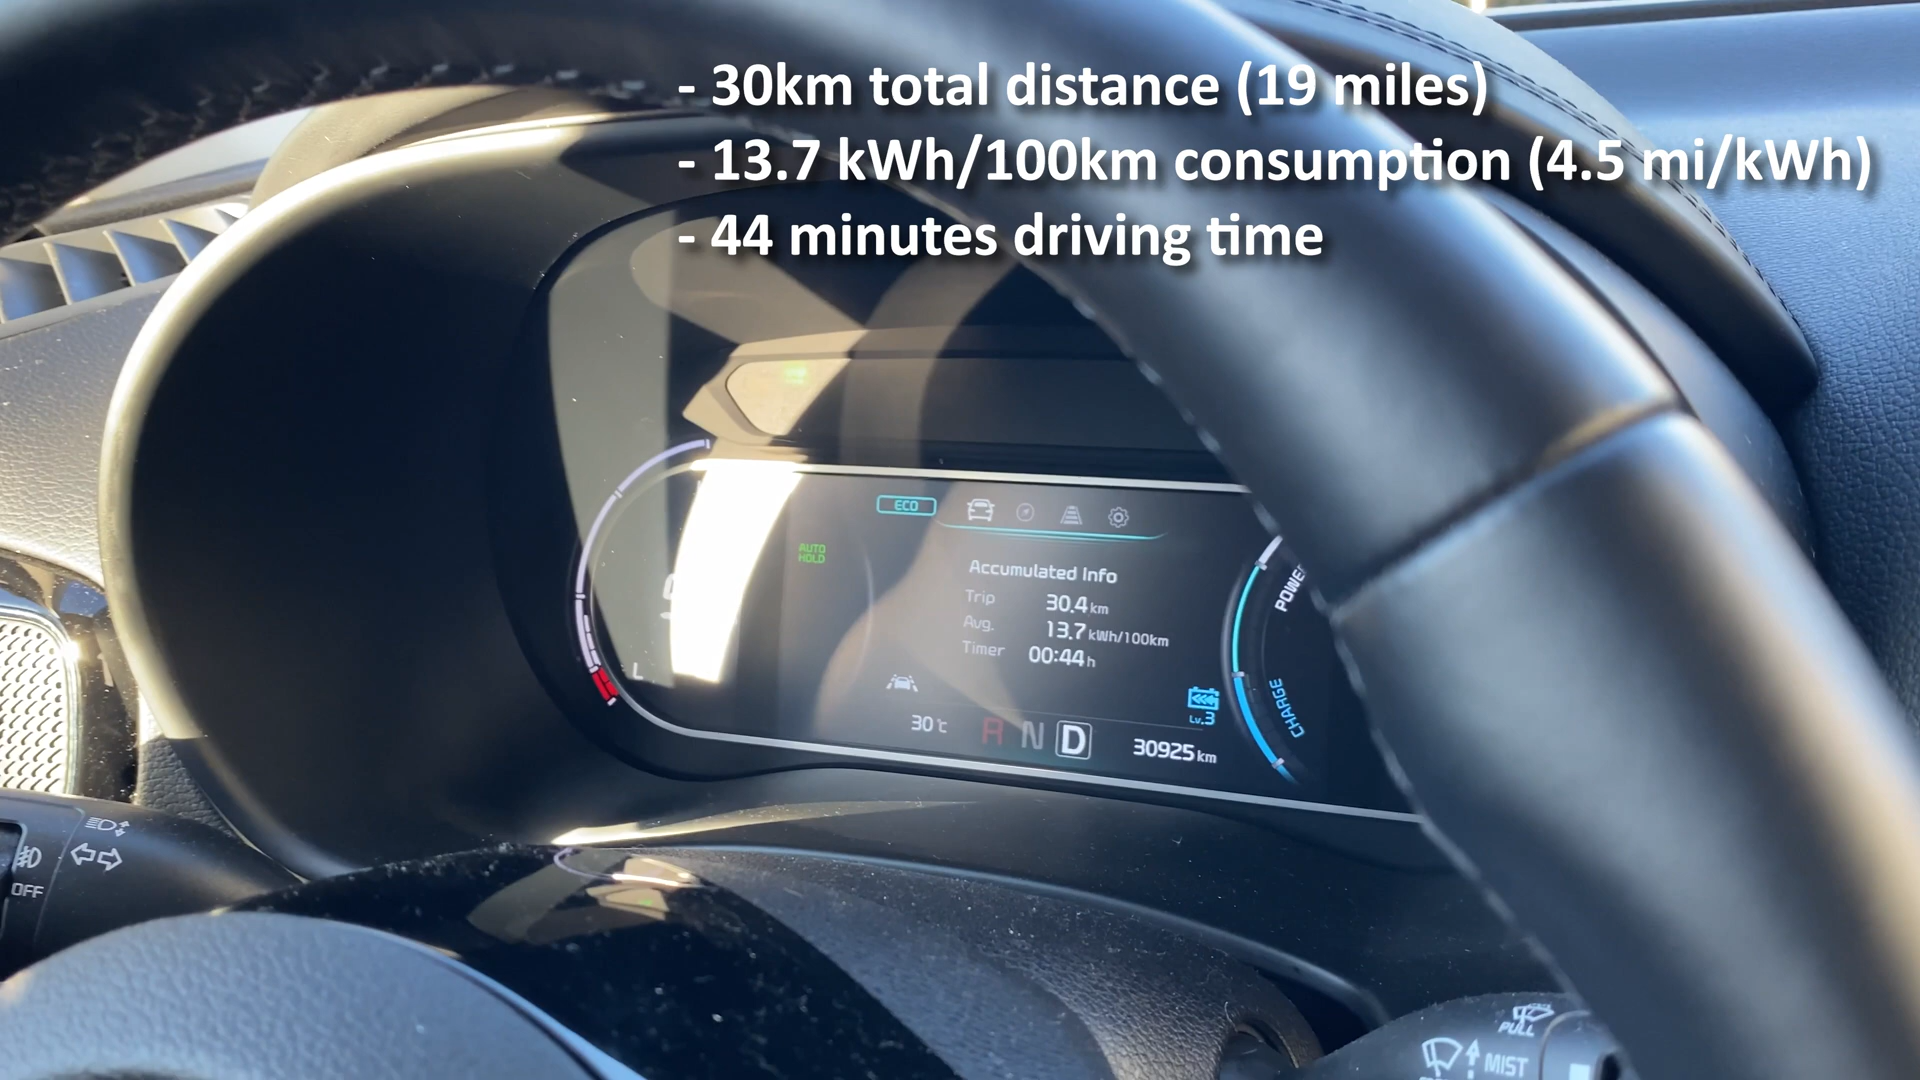 - 30km total distance (19 miles)
- 13.7 kWh/100km consumption (4.5 mi/kWh)
- 44 minutes driving time
ECO
AUTO HOLD
Accumulated Info
Trip 30.4 km
Avg. 13.7 kWh/100km
Timer 00:44 h
POWER
CHARGE
L
Lv.3
30°C R N D 30925 km
OFF
PULL
MIST